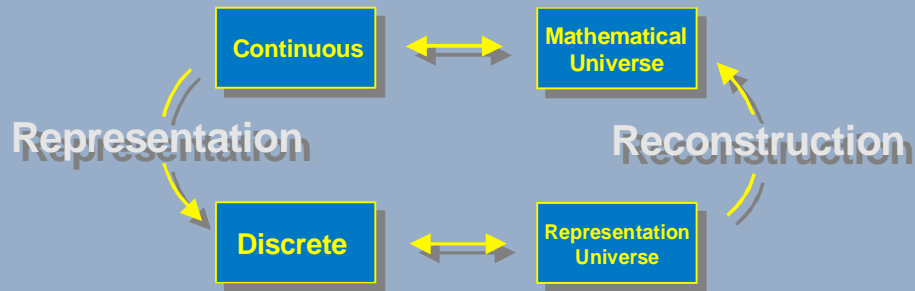 Continuous
Mathematical
Universe
Representation
Reconstruction
Discrete
Representation
Universe